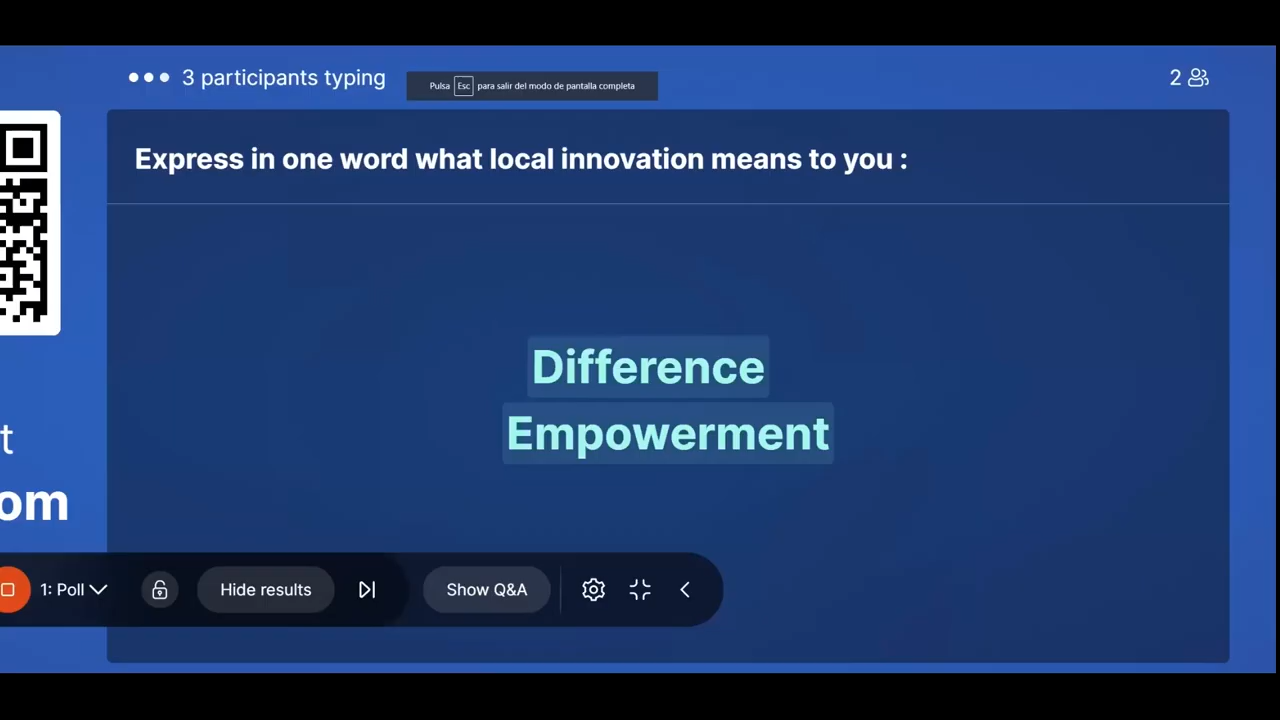 3 participants typing
Pulsa Esc para salir del modo de pantalla completa
2
Express in one word what local innovation means to you :
Difference
Empowerment
t
om
1: Poll
Hide results
Show Q&A